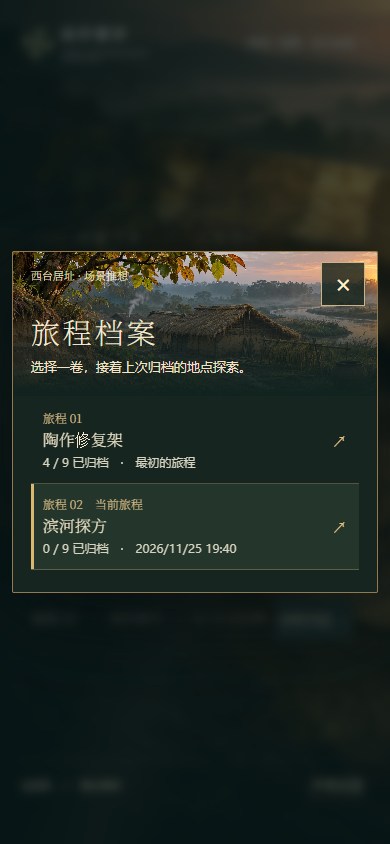 西台居址·场景推想
旅程档案
选择一卷，接着上次归档的地点探索。
旅程 01
陶作修复架
4 / 9 已归档 · 最初的旅程
旅程 02 当前旅程
滨河探方
0 / 9 已归档 · 2026/11/25 19:40